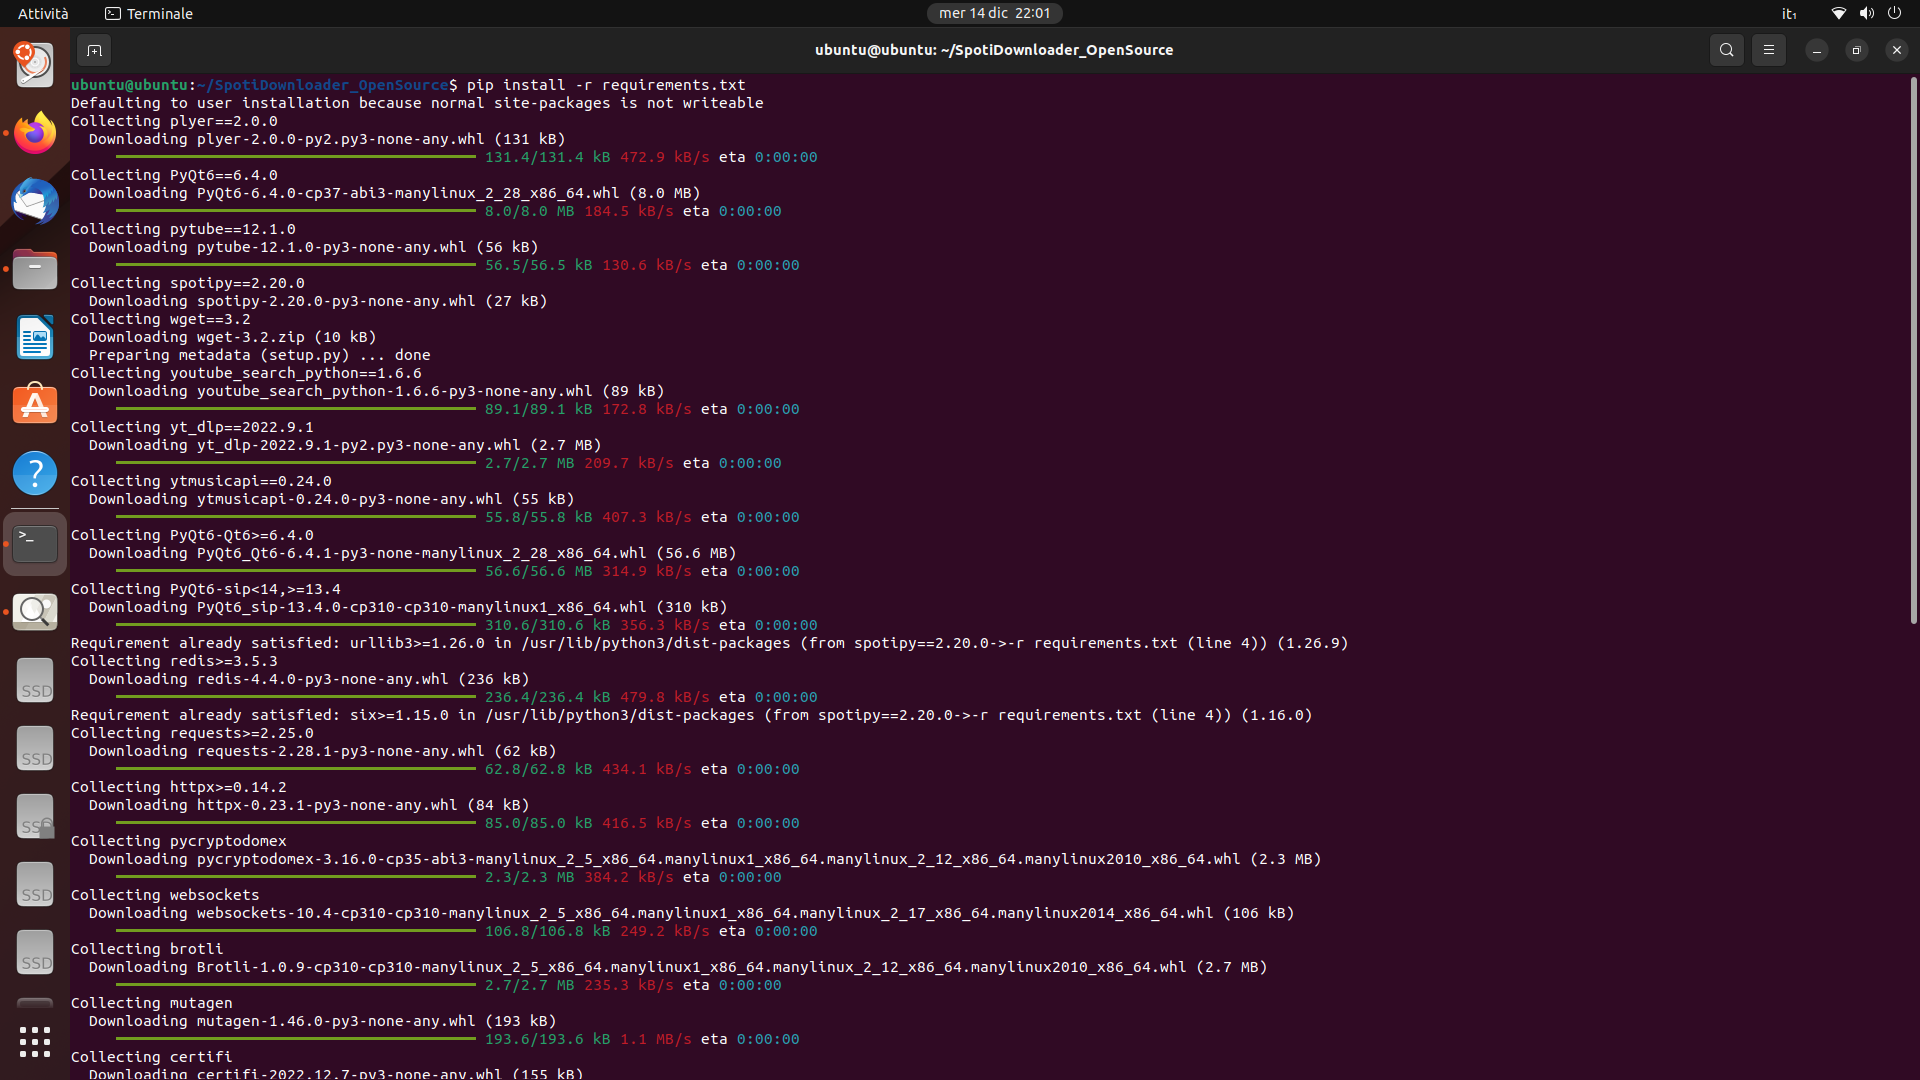 Attività Terminale mer 14 dic 22:01 it₁
ubuntu@ubuntu: ~/SpotiDownloader_OpenSource
ubuntu@ubuntu:~/SpotiDownloader_OpenSource$ pip install -r requirements.txt
Defaulting to user installation because normal site-packages is not writeable
Collecting plyer==2.0.0
  Downloading plyer-2.0.0-py2.py3-none-any.whl (131 kB)
131.4/131.4 kB 472.9 kB/s eta 0:00:00
Collecting PyQt6==6.4.0
  Downloading PyQt6-6.4.0-cp37-abi3-manylinux_2_28_x86_64.whl (8.0 MB)
8.0/8.0 MB 184.5 kB/s eta 0:00:00
Collecting pytube==12.1.0
  Downloading pytube-12.1.0-py3-none-any.whl (56 kB)
56.5/56.5 kB 130.6 kB/s eta 0:00:00
Collecting spotipy==2.20.0
  Downloading spotipy-2.20.0-py3-none-any.whl (27 kB)
Collecting wget==3.2
  Downloading wget-3.2.zip (10 kB)
  Preparing metadata (setup.py) ... done
Collecting youtube_search_python==1.6.6
  Downloading youtube_search_python-1.6.6-py3-none-any.whl (89 kB)
89.1/89.1 kB 172.8 kB/s eta 0:00:00
Collecting yt_dlp==2022.9.1
  Downloading yt_dlp-2022.9.1-py2.py3-none-any.whl (2.7 MB)
2.7/2.7 MB 209.7 kB/s eta 0:00:00
Collecting ytmusicapi==0.24.0
  Downloading ytmusicapi-0.24.0-py3-none-any.whl (55 kB)
55.8/55.8 kB 407.3 kB/s eta 0:00:00
Collecting PyQt6-Qt6>=6.4.0
  Downloading PyQt6_Qt6-6.4.1-py3-none-manylinux_2_28_x86_64.whl (56.6 MB)
56.6/56.6 MB 314.9 kB/s eta 0:00:00
Collecting PyQt6-sip<14,>=13.4
  Downloading PyQt6_sip-13.4.0-cp310-cp310-manylinux1_x86_64.whl (310 kB)
310.6/310.6 kB 356.3 kB/s eta 0:00:00
Requirement already satisfied: urllib3>=1.26.0 in /usr/lib/python3/dist-packages (from spotipy==2.20.0->-r requirements.txt (line 4)) (1.26.9)
Collecting redis>=3.5.3
  Downloading redis-4.4.0-py3-none-any.whl (236 kB)
236.4/236.4 kB 479.8 kB/s eta 0:00:00
Requirement already satisfied: six>=1.15.0 in /usr/lib/python3/dist-packages (from spotipy==2.20.0->-r requirements.txt (line 4)) (1.16.0)
Collecting requests>=2.25.0
  Downloading requests-2.28.1-py3-none-any.whl (62 kB)
62.8/62.8 kB 434.1 kB/s eta 0:00:00
Collecting httpx>=0.14.2
  Downloading httpx-0.23.1-py3-none-any.whl (84 kB)
85.0/85.0 kB 416.5 kB/s eta 0:00:00
Collecting pycryptodomex
  Downloading pycryptodomex-3.16.0-cp35-abi3-manylinux_2_5_x86_64.manylinux1_x86_64.manylinux_2_12_x86_64.manylinux2010_x86_64.whl (2.3 MB)
2.3/2.3 MB 384.2 kB/s eta 0:00:00
Collecting websockets
  Downloading websockets-10.4-cp310-cp310-manylinux_2_5_x86_64.manylinux1_x86_64.manylinux_2_17_x86_64.manylinux2014_x86_64.whl (106 kB)
106.8/106.8 kB 249.2 kB/s eta 0:00:00
Collecting brotli
  Downloading Brotli-1.0.9-cp310-cp310-manylinux_2_5_x86_64.manylinux1_x86_64.manylinux_2_12_x86_64.manylinux2010_x86_64.whl (2.7 MB)
2.7/2.7 MB 235.3 kB/s eta 0:00:00
Collecting mutagen
  Downloading mutagen-1.46.0-py3-none-any.whl (193 kB)
193.6/193.6 kB 1.1 MB/s eta 0:00:00
Collecting certifi
  Downloading certifi-2022.12.7-py3-none-any.whl (155 kB)
?
>_
SSD
SSD
SSD
SSD
SSD